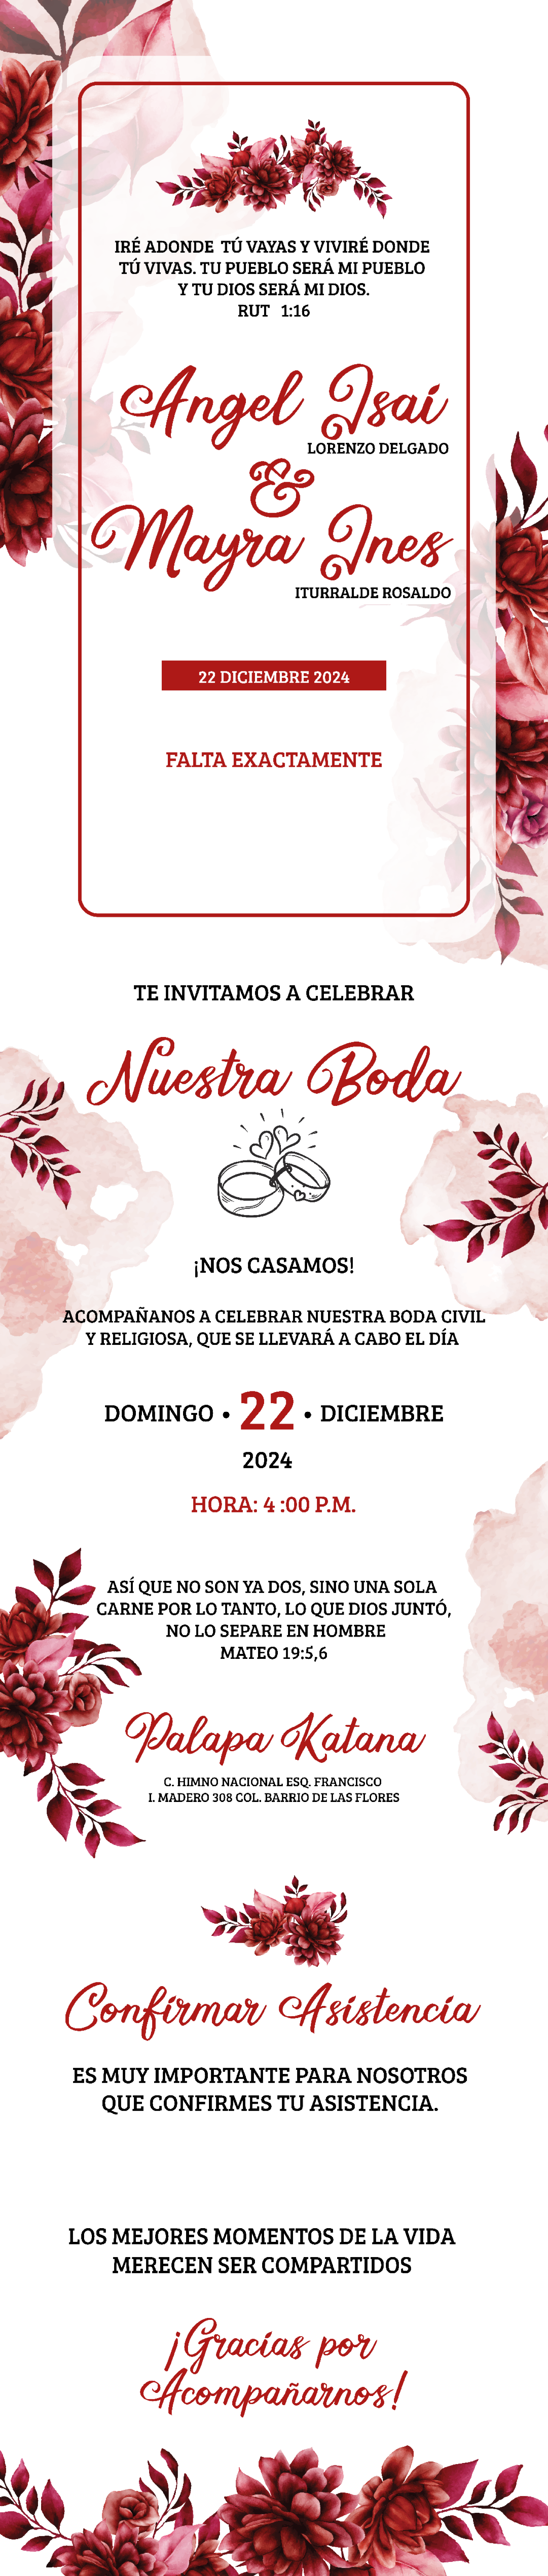 IRÉ ADONDE TÚ VAYAS Y VIVIRÉ DONDE
TÚ VIVAS. TU PUEBLO SERÁ MI PUEBLO
Y TU DIOS SERÁ MI DIOS.
RUT 1:16
Angel Isai
LORENZO DELGADO
&
Mayra Ines
ITURRALDE ROSALDO
22 DICIEMBRE 2024
FALTA EXACTAMENTE
TE INVITAMOS A CELEBRAR
Nuestra Boda
¡NOS CASAMOS!
ACOMPAÑANOS A CELEBRAR NUESTRA BODA CIVIL
Y RELIGIOSA, QUE SE LLEVARÁ A CABO EL DÍA
DOMINGO • 22 • DICIEMBRE
2024
HORA: 4 :00 P.M.
ASÍ QUE NO SON YA DOS, SINO UNA SOLA
CARNE POR LO TANTO, LO QUE DIOS JUNTÓ,
NO LO SEPARE EN HOMBRE
MATEO 19:5,6
Palapa Katana
C. HIMNO NACIONAL ESQ. FRANCISCO
I. MADERO 308 COL. BARRIO DE LAS FLORES
Confirmar Asistencia
ES MUY IMPORTANTE PARA NOSOTROS
QUE CONFIRMES TU ASISTENCIA.
LOS MEJORES MOMENTOS DE LA VIDA
MERECEN SER COMPARTIDOS
¡Gracias por
Acompañarnos!